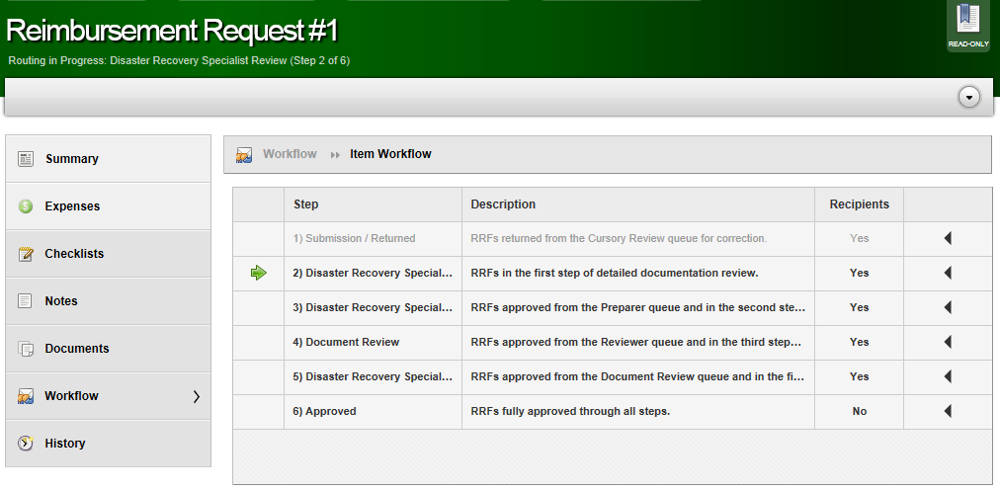 Reimbursement Request #1
READ-ONLY
Routing in Progress: Disaster Recovery Specialist Review (Step 2 of 6)
Summary
Expenses
Checklists
Notes
Documents
Workflow
History
Workflow Item Workflow
Step Description Recipients
1) Submission / Returned RRFs returned from the Cursory Review queue for correction. Yes
2) Disaster Recovery Special... RRFs in the first step of detailed documentation review. Yes
3) Disaster Recovery Special... RRFs approved from the Preparer queue and in the second ste... Yes
4) Document Review RRFs approved from the Reviewer queue and in the third step... Yes
5) Disaster Recovery Special... RRFs approved from the Document Review queue and in the fi... Yes
6) Approved RRFs fully approved through all steps. No